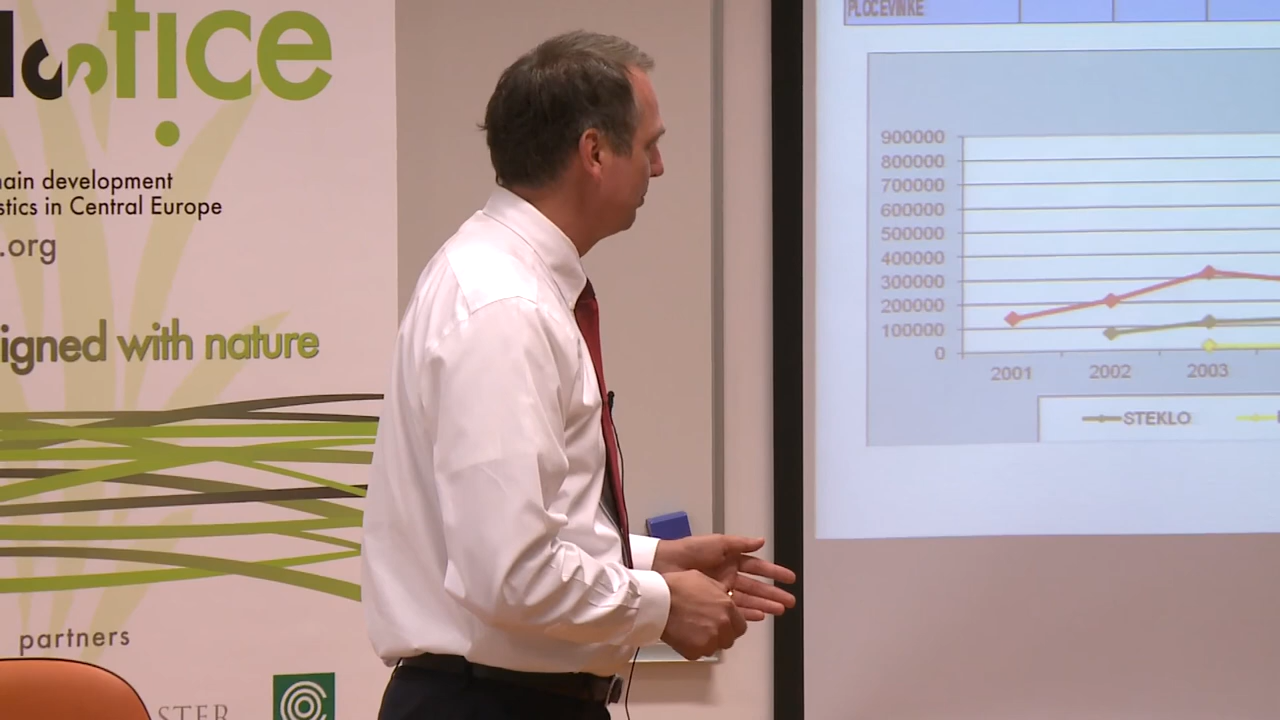 astice
ain development
stics in Central Europe
.org
igned with nature
partners
STER
PLOCEVINKE
900000
800000
700000
600000
500000
400000
300000
200000
100000
0
2001 2002 2003
STEKLO